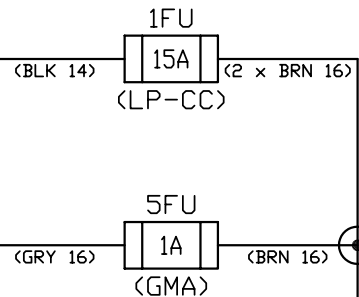 1FU
15A
(BLK 14)
(2 x BRN 16)
(LP-CC)
5FU
1A
(GRY 16)
(BRN 16)
(GMA)